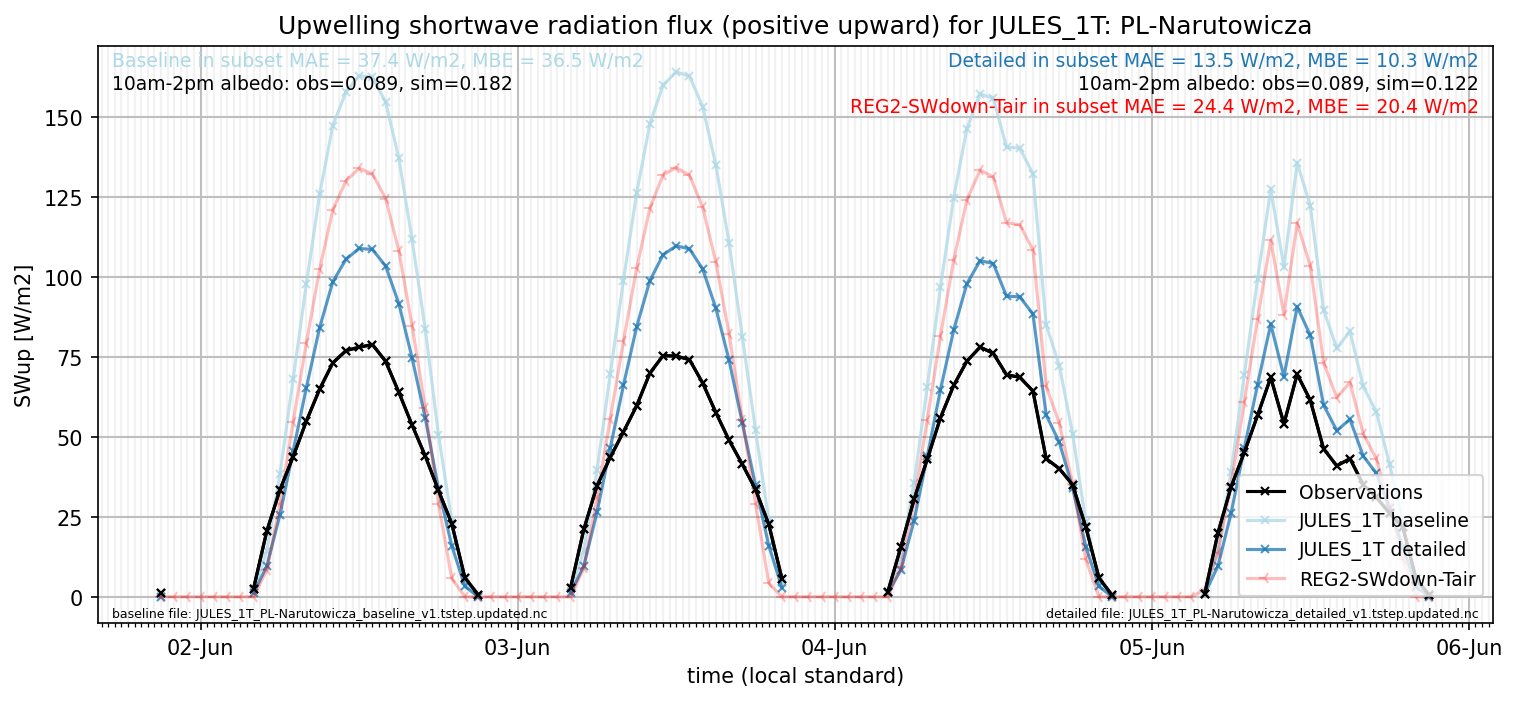 Upwelling shortwave radiation flux (positive upward) for JULES_1T: PL-Narutowicza
Baseline in subset MAE = 37.4 W/m2, MBE = 36.5 W/m2
10am-2pm albedo: obs=0.089, sim=0.182
Detailed in subset MAE = 13.5 W/m2, MBE = 10.3 W/m2
10am-2pm albedo: obs=0.089, sim=0.122
REG2-SWdown-Tair in subset MAE = 24.4 W/m2, MBE = 20.4 W/m2
SWup [W/m2]
150
125
100
75
50
25
0
Observations
JULES_1T baseline
JULES_1T detailed
REG2-SWdown-Tair
baseline file: JULES_1T_PL-Narutowicza_baseline_v1.tstep.updated.nc
detailed file: JULES_1T_PL-Narutowicza_detailed_v1.tstep.updated.nc
02-Jun
03-Jun
04-Jun
05-Jun
06-Jun
time (local standard)